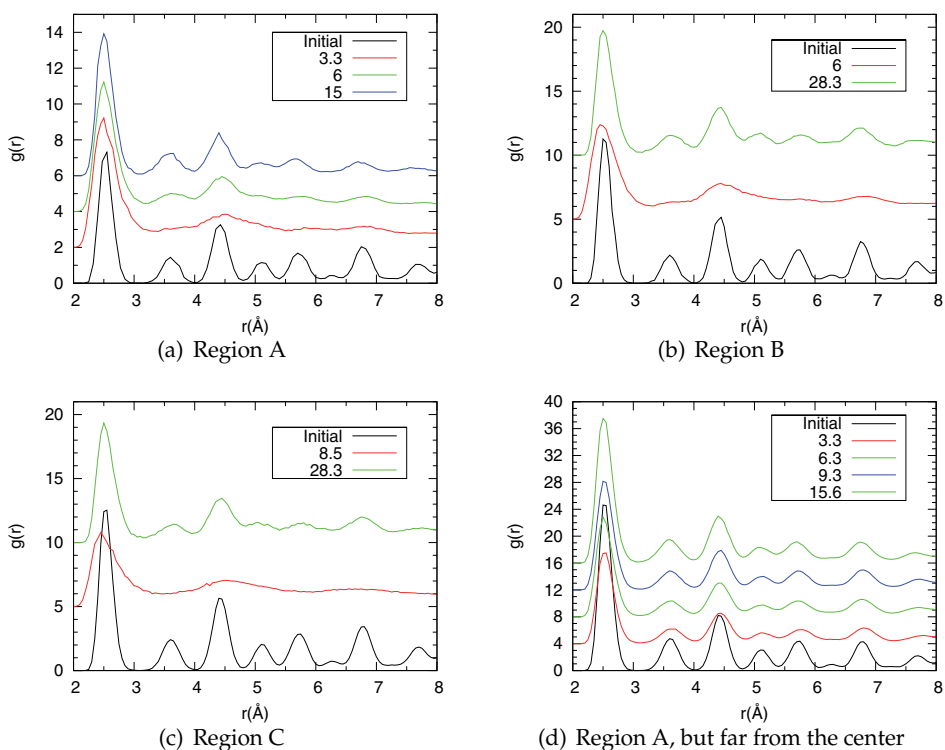 14
12
10
8
6
4
2
0
g(r)
Initial
3.3
6
15
2 3 4 5 6 7 8
r(Å)
(a) Region A
20
15
10
5
0
g(r)
Initial
6
28.3
2 3 4 5 6 7 8
r(Å)
(b) Region B
20
15
10
5
0
g(r)
Initial
8.5
28.3
2 3 4 5 6 7 8
r(Å)
(c) Region C
40
36
32
28
24
20
16
12
8
4
0
g(r)
Initial
3.3
6.3
9.3
15.6
2 3 4 5 6 7 8
r(Å)
(d) Region A, but far from the center